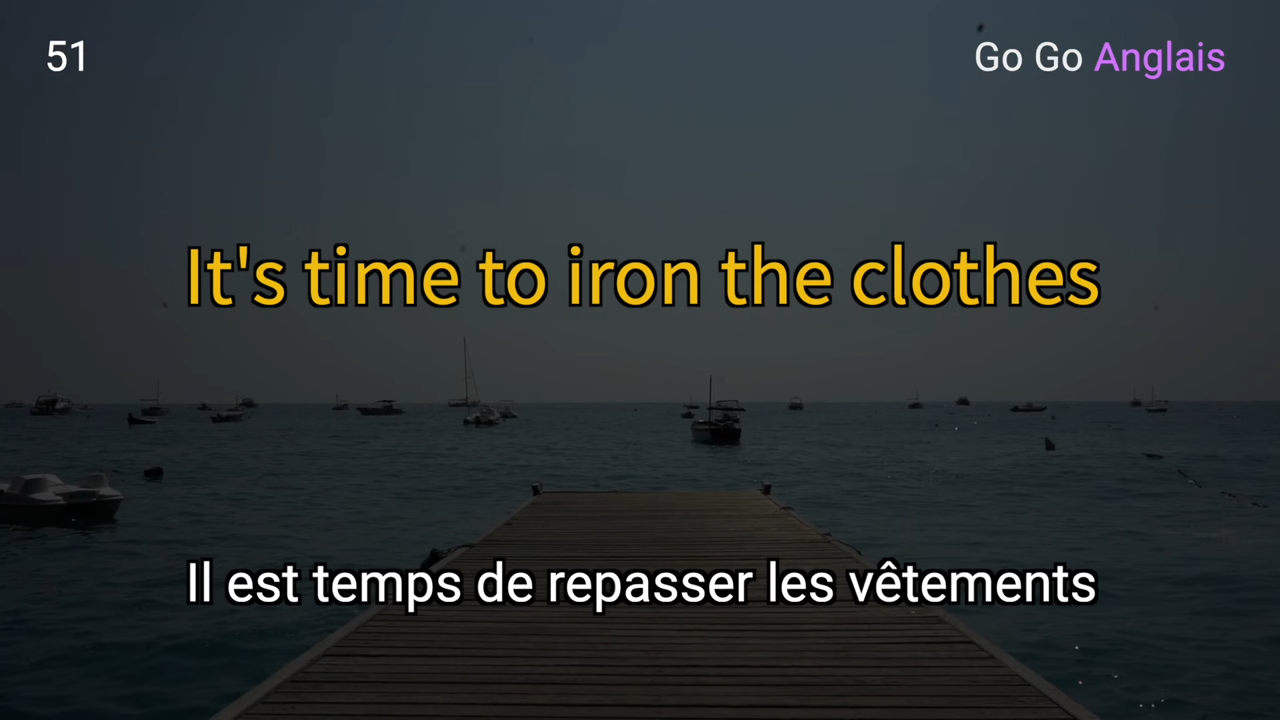 51
Go Go Anglais
It's time to iron the clothes
Il est temps de repasser les vêtements